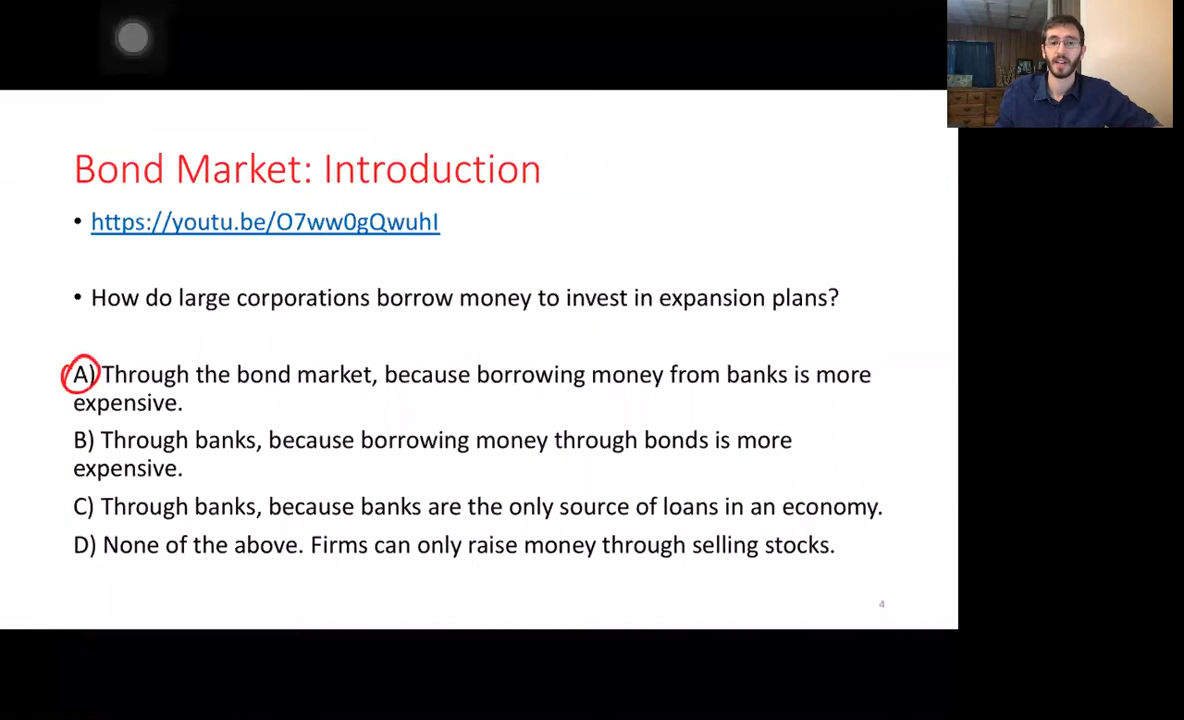 Bond Market: Introduction
• https://youtu.be/O7ww0gQwuhI
• How do large corporations borrow money to invest in expansion plans?
A) Through the bond market, because borrowing money from banks is more
expensive.
B) Through banks, because borrowing money through bonds is more
expensive.
C) Through banks, because banks are the only source of loans in an economy.
D) None of the above. Firms can only raise money through selling stocks.
4